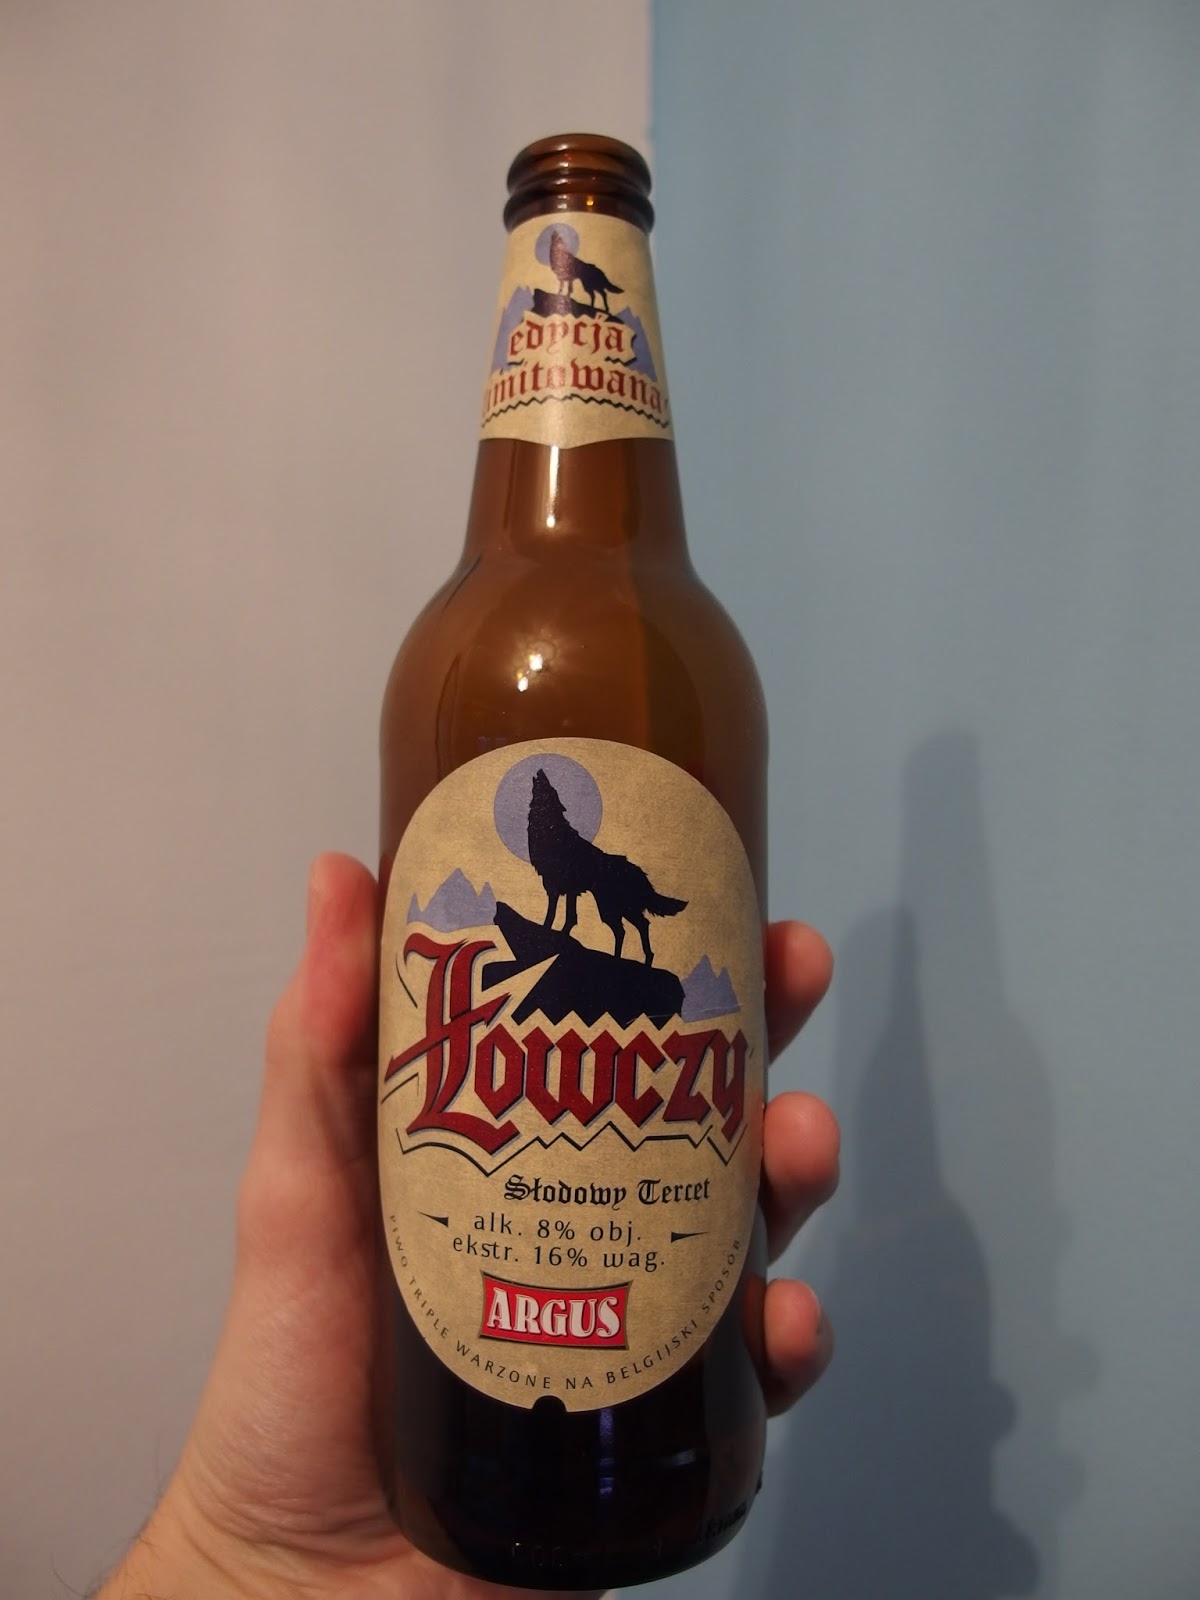 edycja
limitowana
Łowczy
Słodowy Tercet
alk. 8% obj.
ekstr. 16% wag.
ARGUS
PIWO TRIPLE WARZONE NA BELGIJSKI SPOSÓB